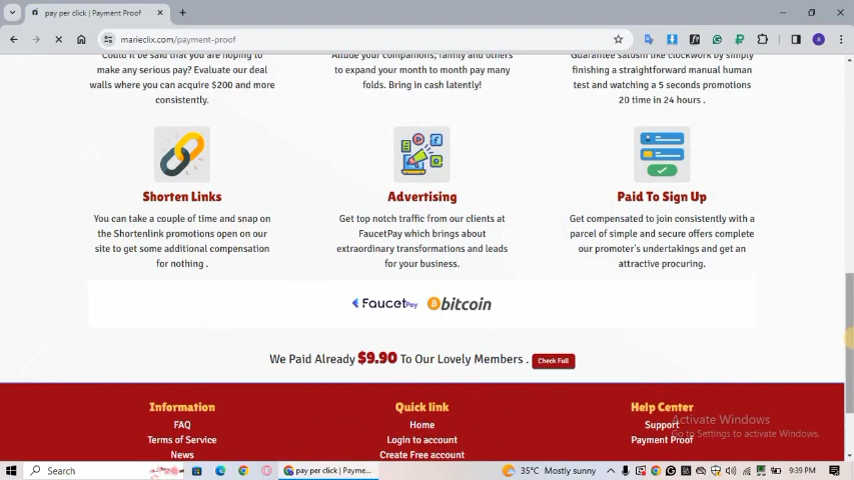 pay per click | Payment Proof
marieclix.com/payment-proof
a
Could it be said that you are hoping to
make any serious pay? Evaluate our deal
walls where you can acquire $200 and more
consistently.
Allude your companions, family and others
to expand your month to month pay many
folds. Bring in cash latently!
Guarantee satoshi like clockwork by simply
finishing a straightforward manual human
test and watching a 5 seconds promotions
20 time in 24 hours .
Shorten Links
You can take a couple of time and snap on
the Shortenlink promotions open on our
site to get some additional compensation
for nothing .
Advertising
Get top notch traffic from our clients at
FaucetPay which brings about
extraordinary transformations and leads
for your business.
Paid To Sign Up
Get compensated to join consistently with a
parcel of simple and secure offers complete
our promoter's undertakings and get an
attractive procuring.
FaucetPay bitcoin
We Paid Already $9.90 To Our Lovely Members . Check Full
Information
FAQ
Terms of Service
News
Quick link
Home
Login to account
Create Free account
Help Center
Support
Payment Proof
Activate Windows
Go to Settings to activate Windows.
Search
pay per click | Payme...
35°C Mostly sunny
9:39 PM